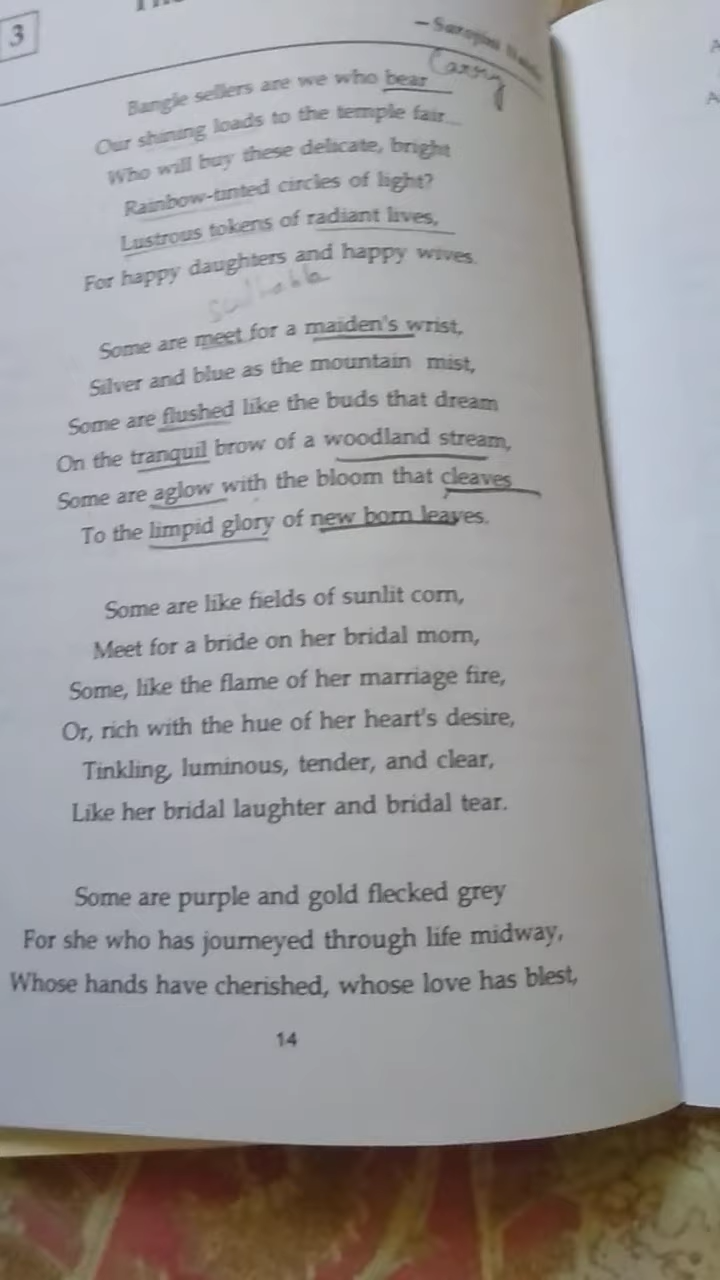 3
—Sarojini
Carry
Bangle sellers are we who bear
Our shining loads to the temple fair
Who will buy these delicate, bright
Rainbow-tinted circles of light?
Lustrous tokens of radiant lives,
For happy daughters and happy wives.
Some are meet for a maiden's wrist,
Silver and blue as the mountain mist,
Some are flushed like the buds that dream
On the tranquil brow of a woodland stream,
Some are aglow with the bloom that cleaves
To the limpid glory of new born leaves.
Some are like fields of sunlit corn,
Meet for a bride on her bridal morn,
Some, like the flame of her marriage fire,
Or, rich with the hue of her heart's desire,
Tinkling, luminous, tender, and clear,
Like her bridal laughter and bridal tear.
Some are purple and gold flecked grey
For she who has journeyed through life midway,
Whose hands have cherished, whose love has blest,
14